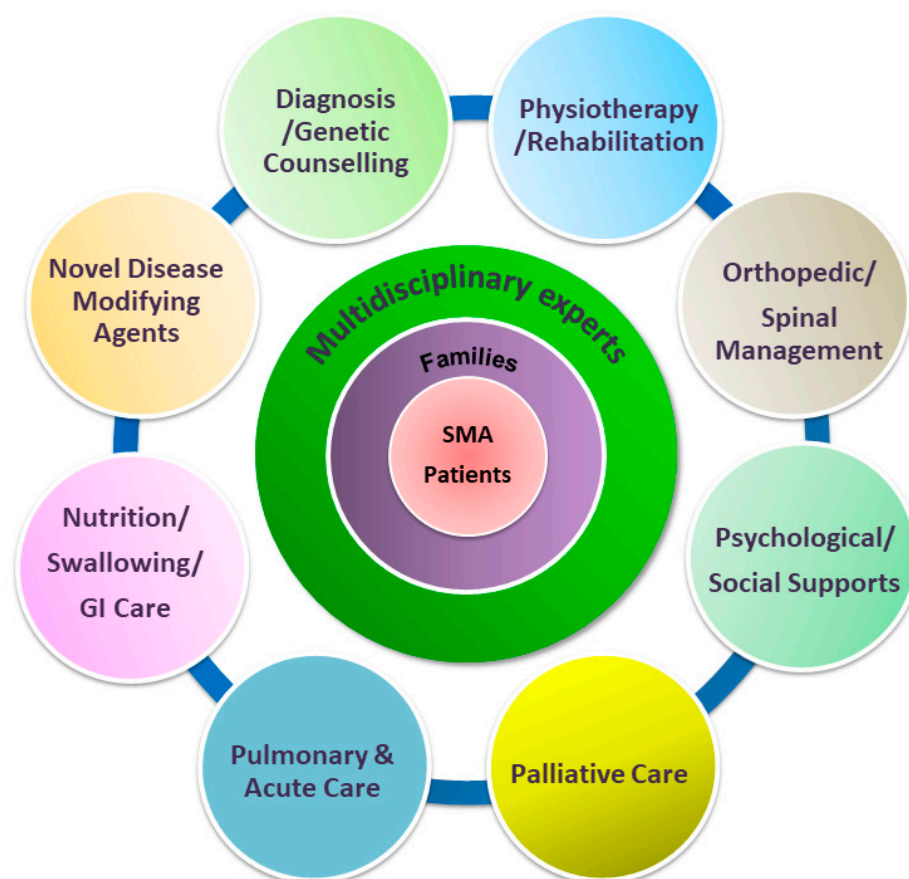 Diagnosis
/Genetic
Counselling
Physiotherapy
/Rehabilitation
Novel Disease
Modifying
Agents
Orthopedic/
Spinal
Management
Multidisciplinary experts
Families
SMA
Patients
Nutrition/
Swallowing/
GI Care
Psychological/
Social Supports
Pulmonary &
Acute Care
Palliative Care